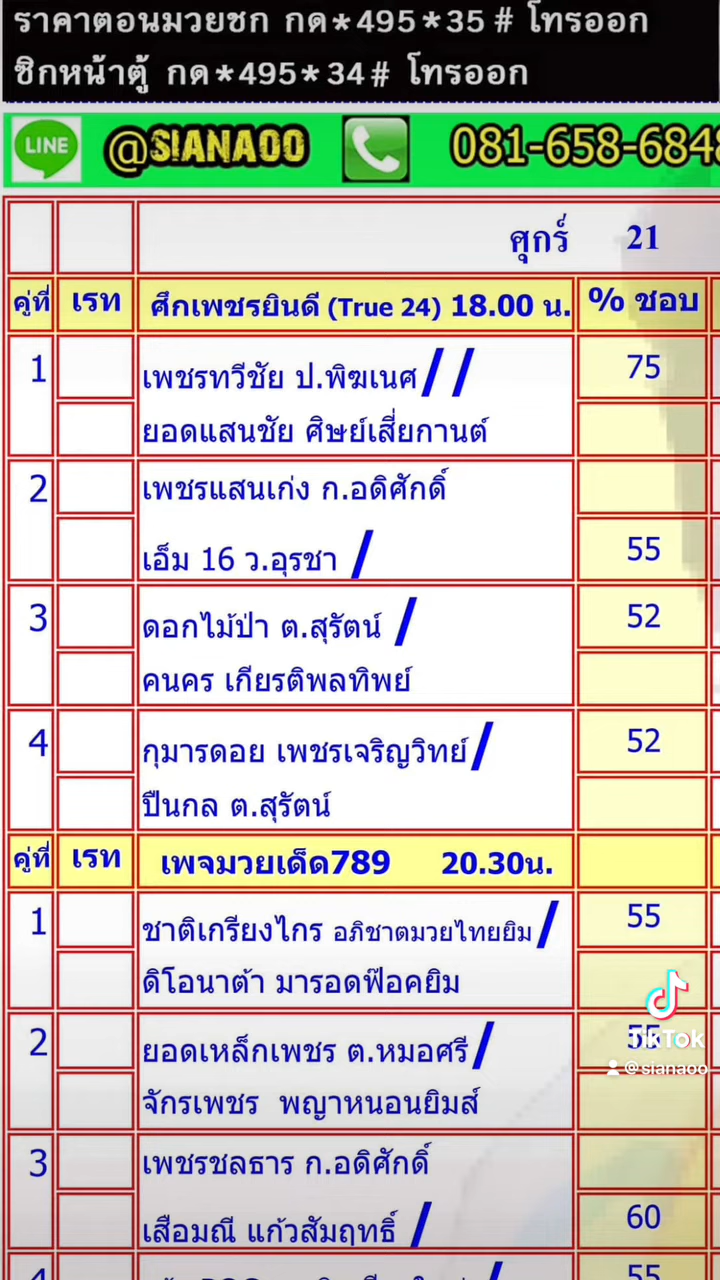 ราคาตอนมวยชก กด*495*35# โทรออก
ซิกหน้าตู้ กด*495*34# โทรออก
LINE @SIANAOO 081-658-684
ศุกร์ 21
คู่ที่ เรท ศึกเพชรยินดี (True 24) 18.00 น. % ชอบ
1 เพชรทวีชัย ป.พิฆเนศ // 75
ยอดแสนชัย ศิษย์เสี่ยกานต์
2 เพชรแสนเก่ง ก.อดิศักดิ์
เอ็ม 16 ว.อุรชา / 55
3 ดอกไม้ป่า ต.สุรัตน์ / 52
คนคร เกียรติพลทิพย์
4 กุมารดอย เพชรเจริญวิทย์ / 52
ปืนกล ต.สุรัตน์
คู่ที่ เรท เพจมวยเด็ด789 20.30น.
1 ชาติเกรียงไกร อภิชาตมวยไทยยิม / 55
ดิโอนาต้า มารอดฟ๊อคยิม
2 ยอดเหล็กเพชร ต.หมอศรี / 55
TikTok
@sianaoo
จักรเพชร พญาหนอนยิมส์
3 เพชรชลธาร ก.อดิศักดิ์
เสือมณี แก้วสัมฤทธิ์ / 60
4 / 55